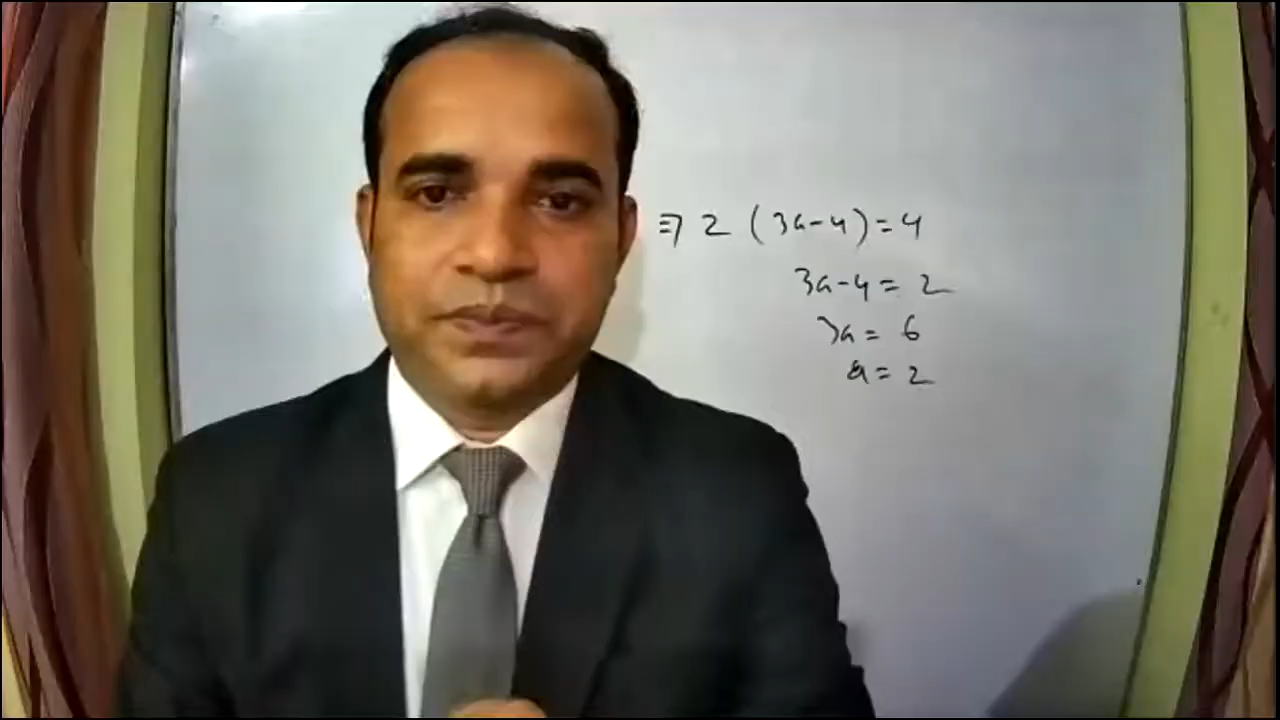 ⇒ 2 (3a-4) = 4
3a-4 = 2
3a = 6
a = 2